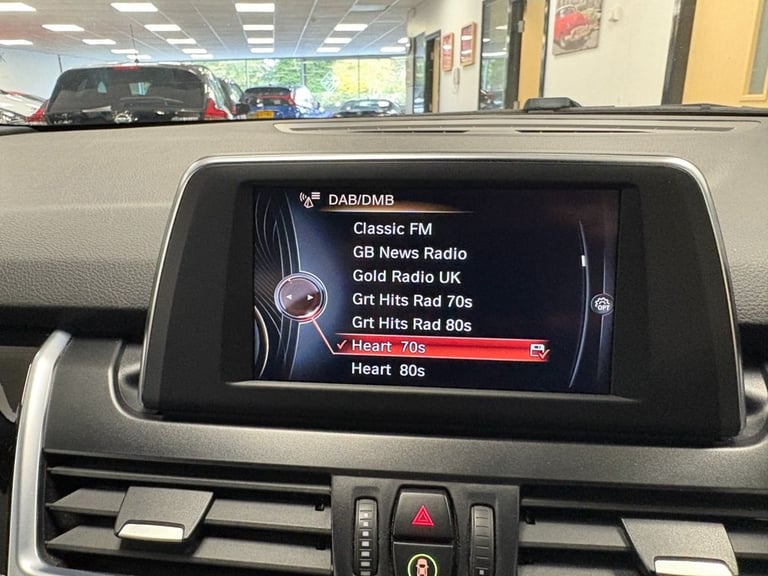 DAB/DMB
Classic FM
GB News Radio
Gold Radio UK
Grt Hits Rad 70s
Grt Hits Rad 80s
Heart 70s
Heart 80s
OPT